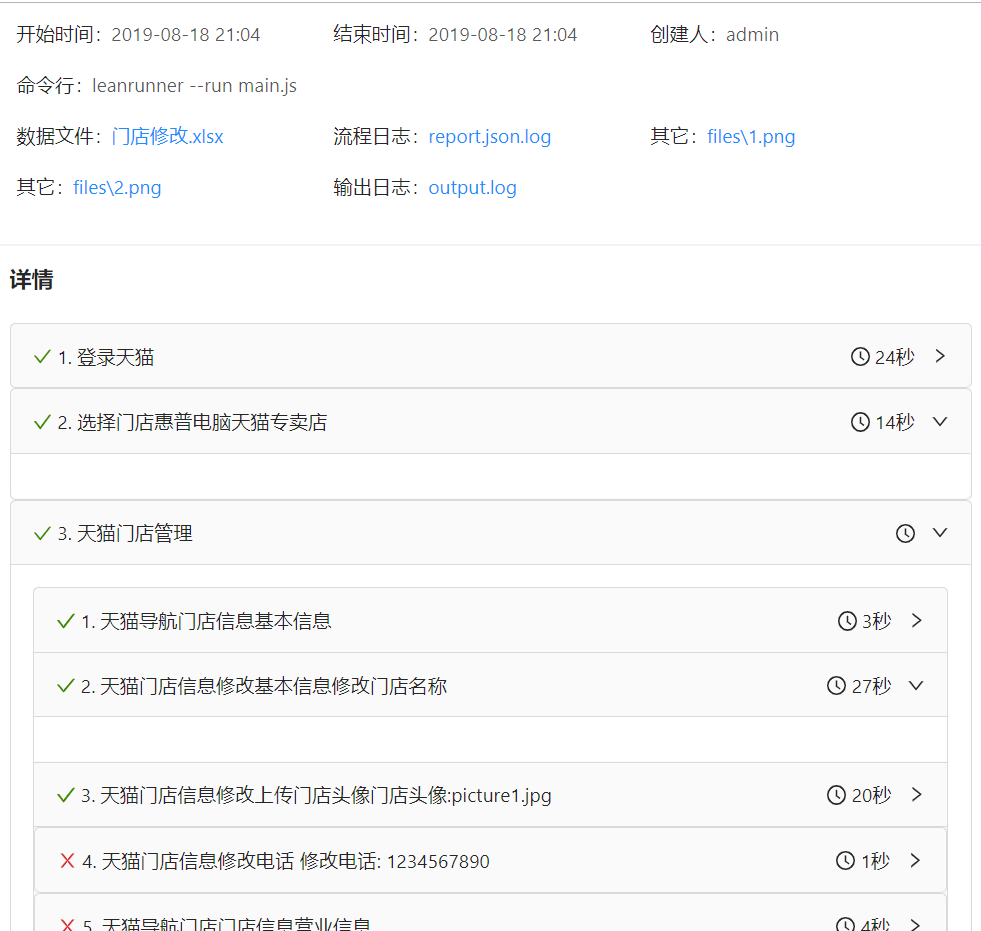 开始时间：2019-08-18 21:04 结束时间：2019-08-18 21:04 创建人：admin
命令行：leanrunner --run main.js
数据文件：门店修改.xlsx 流程日志：report.json.log 其它：files\1.png
其它：files\2.png 输出日志：output.log
详情
1. 登录天猫 24秒
2. 选择门店惠普电脑天猫专卖店 14秒
3. 天猫门店管理
1. 天猫导航门店信息基本信息 3秒
2. 天猫门店信息修改基本信息修改门店名称 27秒
3. 天猫门店信息修改上传门店头像门店头像:picture1.jpg 20秒
4. 天猫门店信息修改电话 修改电话: 1234567890 1秒
5. 天猫导航门店门店信息营业信息 4秒